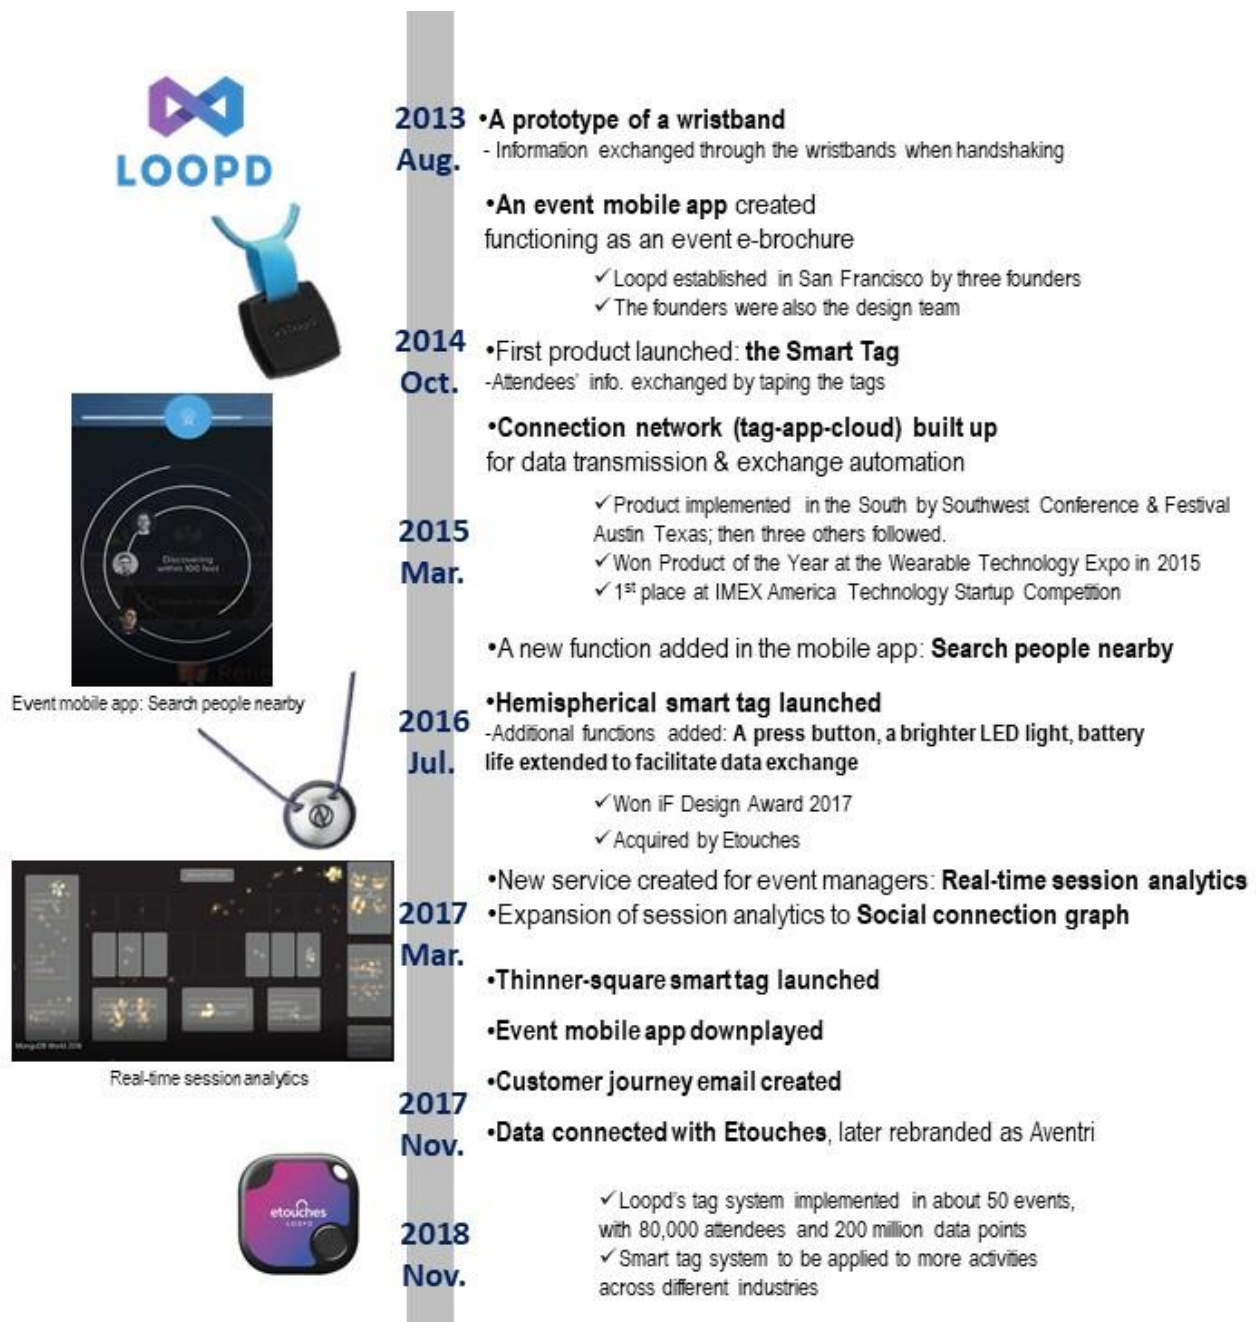 LOOPD
2013
Aug.
•A prototype of a wristband
- Information exchanged through the wristbands when handshaking
•An event mobile app created
functioning as an event e-brochure
✓Loopd established in San Francisco by three founders
✓The founders were also the design team
2014
Oct.
•First product launched: the Smart Tag
-Attendees' info. exchanged by taping the tags
•Connection network (tag-app-cloud) built up
for data transmission & exchange automation
Discovering
within 100 feet
2015
Mar.
✓Product implemented in the South by Southwest Conference & Festival
Austin Texas; then three others followed.
✓Won Product of the Year at the Wearable Technology Expo in 2015
✓1st place at IMEX America Technology Startup Competition
•A new function added in the mobile app: Search people nearby
Event mobile app: Search people nearby
2016
Jul.
•Hemispherical smart tag launched
-Additional functions added: A press button, a brighter LED light, battery
life extended to facilitate data exchange
✓Won iF Design Award 2017
✓Acquired by Etouches
•New service created for event managers: Real-time session analytics
2017
Mar.
•Expansion of session analytics to Social connection graph
•Thinner-square smart tag launched
•Event mobile app downplayed
MongoDB World 2016
Real-time session analytics
•Customer journey email created
2017
Nov.
•Data connected with Etouches, later rebranded as Aventri
etouches
LOOPD
2018
Nov.
✓Loopd's tag system implemented in about 50 events,
with 80,000 attendees and 200 million data points
✓Smart tag system to be applied to more activities
across different industries